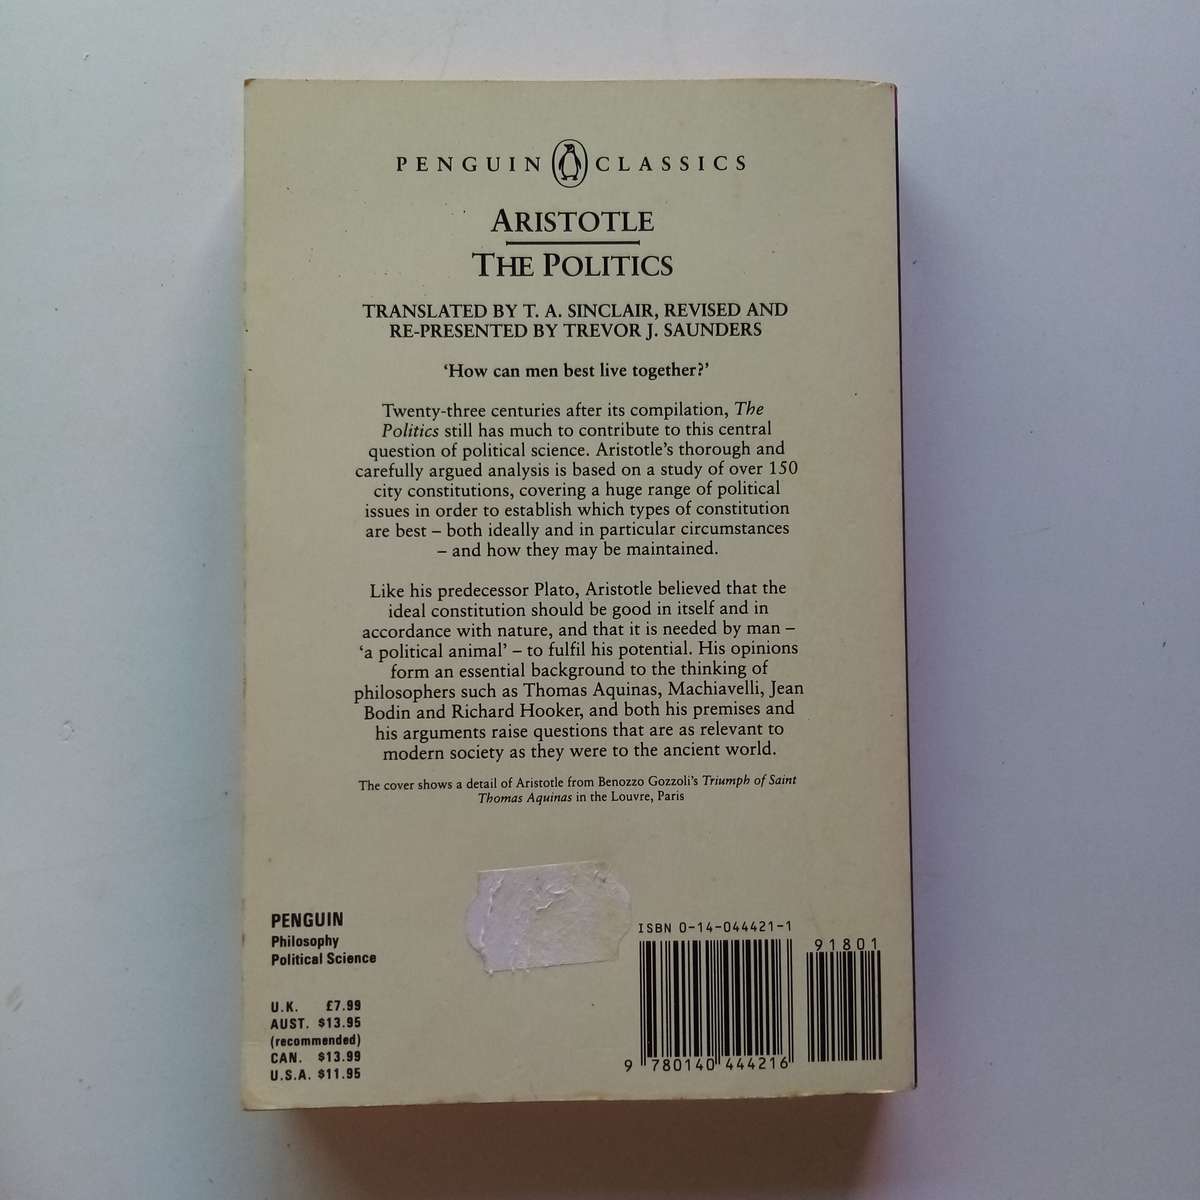 PENGUIN CLASSICS
ARISTOTLE
THE POLITICS
TRANSLATED BY T. A. SINCLAIR, REVISED AND
RE-PRESENTED BY TREVOR J. SAUNDERS
‘How can men best live together?’
Twenty-three centuries after its compilation, The
Politics still has much to contribute to this central
question of political science. Aristotle’s thorough and
carefully argued analysis is based on a study of over 150
city constitutions, covering a huge range of political
issues in order to establish which types of constitution
are best – both ideally and in particular circumstances
– and how they may be maintained.
Like his predecessor Plato, Aristotle believed that the
ideal constitution should be good in itself and in
accordance with nature, and that it is needed by man –
‘a political animal’ – to fulfil his potential. His opinions
form an essential background to the thinking of
philosophers such as Thomas Aquinas, Machiavelli, Jean
Bodin and Richard Hooker, and both his premises and
his arguments raise questions that are as relevant to
modern society as they were to the ancient world.
The cover shows a detail of Aristotle from Benozzo Gozzoli’s Triumph of Saint
Thomas Aquinas in the Louvre, Paris
PENGUIN
Philosophy
Political Science
U.K. £7.99
AUST. $13.95
(recommended)
CAN. $13.99
U.S.A. $11.95
ISBN 0-14-044421-1
91801
9 780140 444216